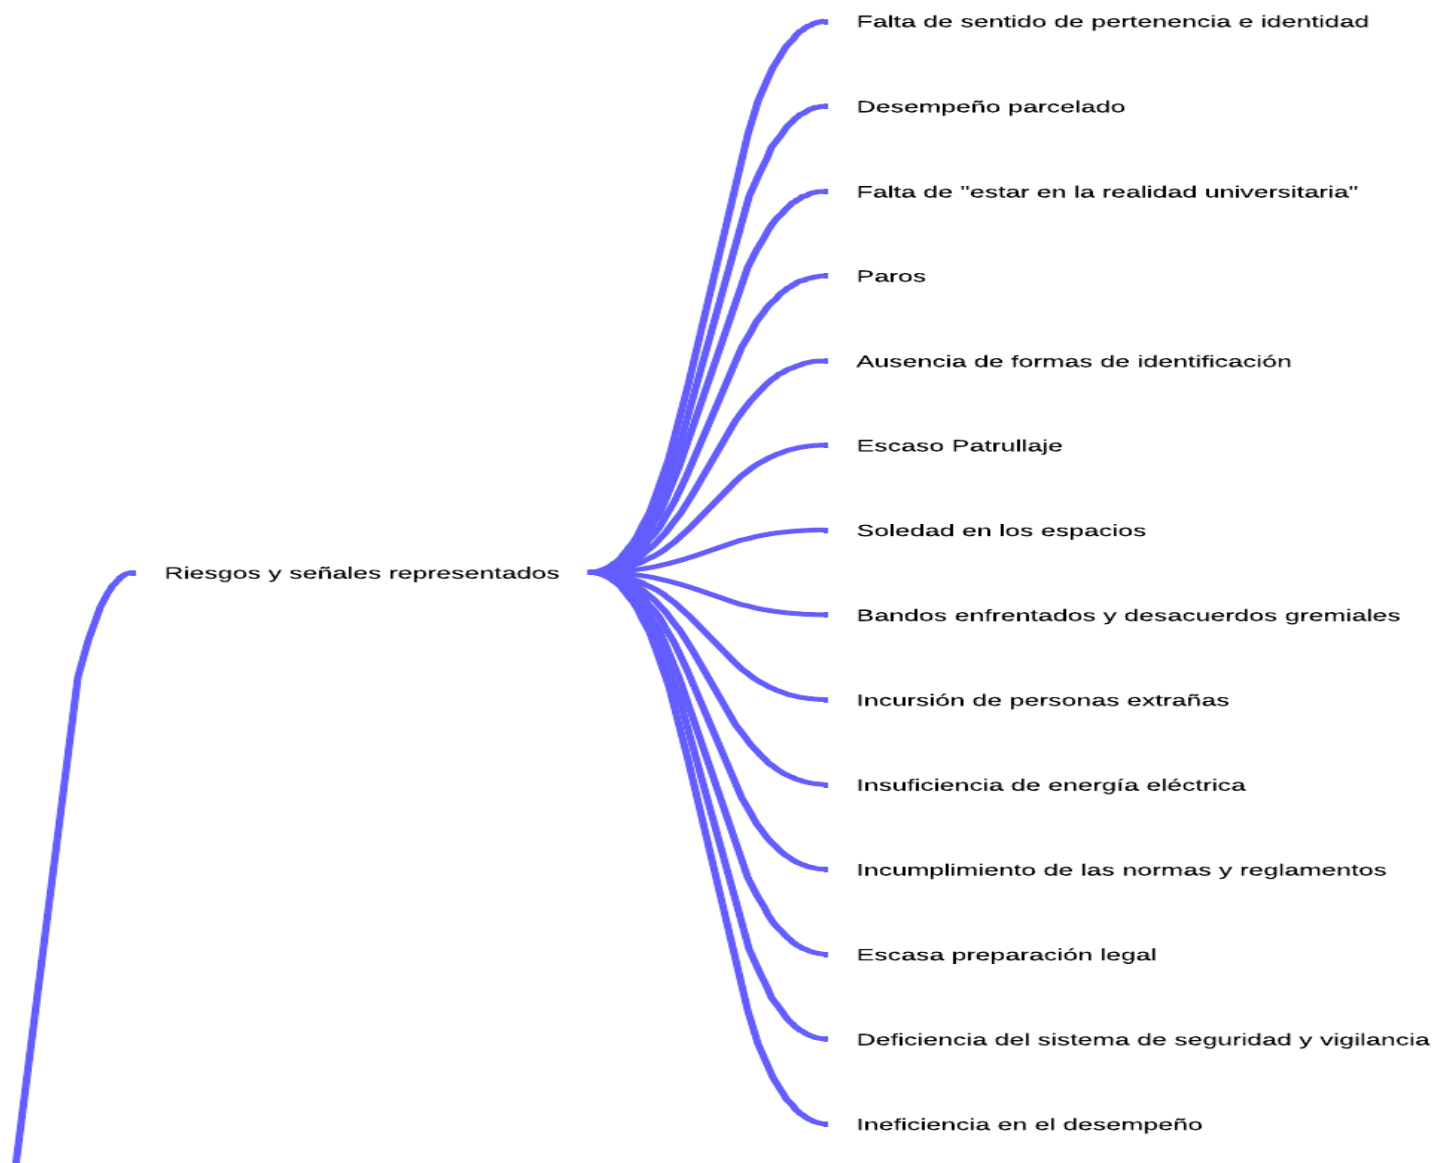 Falta de sentido de pertenencia e identidad
Desempeño parcelado
Falta de "estar en la realidad universitaria"
Paros
Ausencia de formas de identificación
Escaso Patrullaje
Soledad en los espacios
Riesgos y señales representados
Bandos enfrentados y desacuerdos gremiales
Incursión de personas extrañas
Insuficiencia de energía eléctrica
Incumplimiento de las normas y reglamentos
Escasa preparación legal
Deficiencia del sistema de seguridad y vigilancia
Ineficiencia en el desempeño